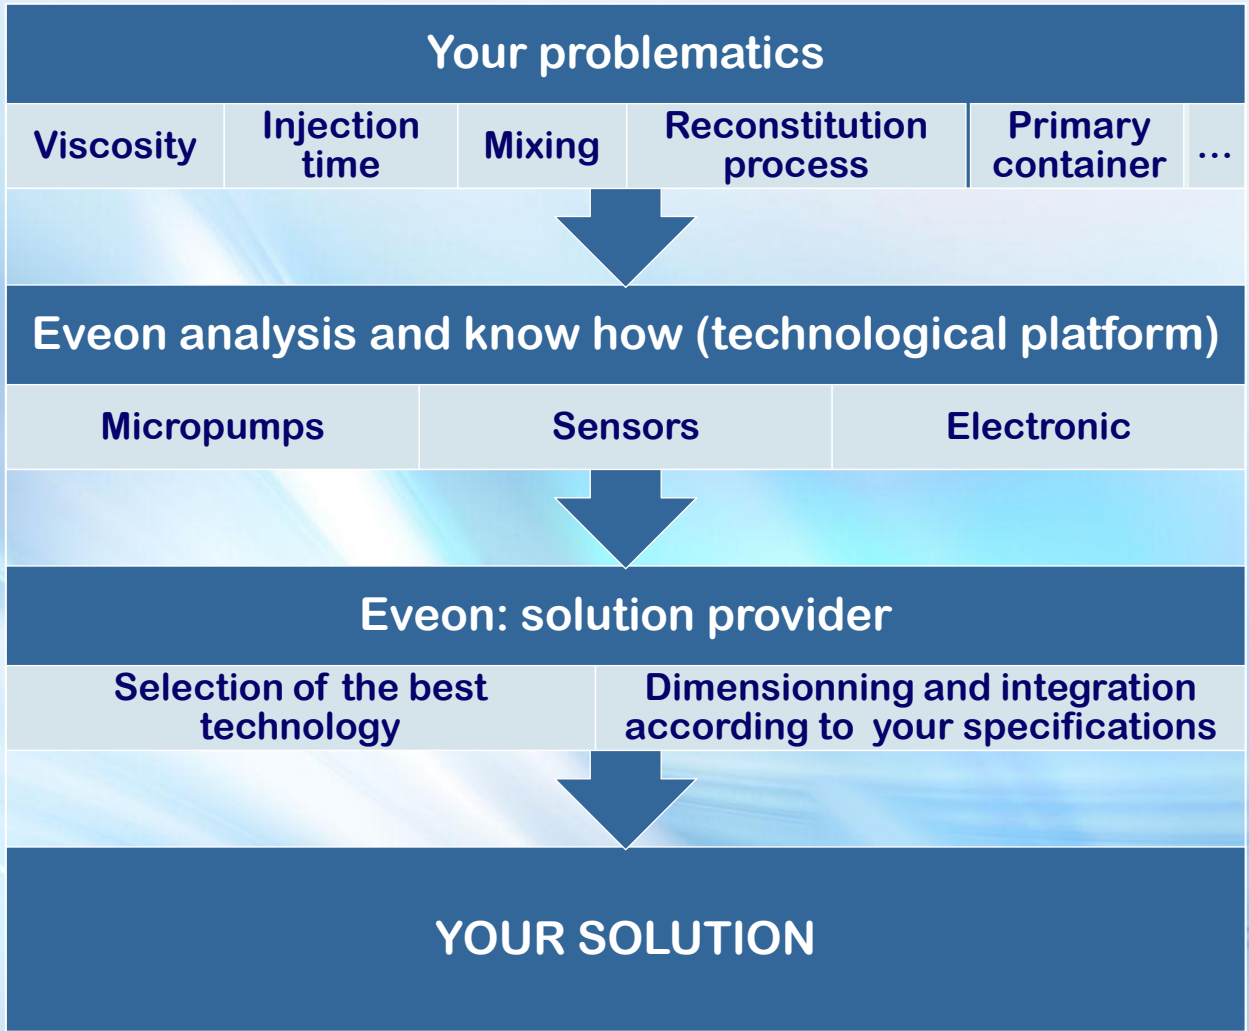 Your problematics
Viscosity
Injection
time
Mixing
Reconstitution
process
Primary
container
...
Eveon analysis and know how (technological platform)
Micropumps
Sensors
Electronic
Eveon: solution provider
Selection of the best
technology
Dimensionning and integration
according to your specifications
YOUR SOLUTION